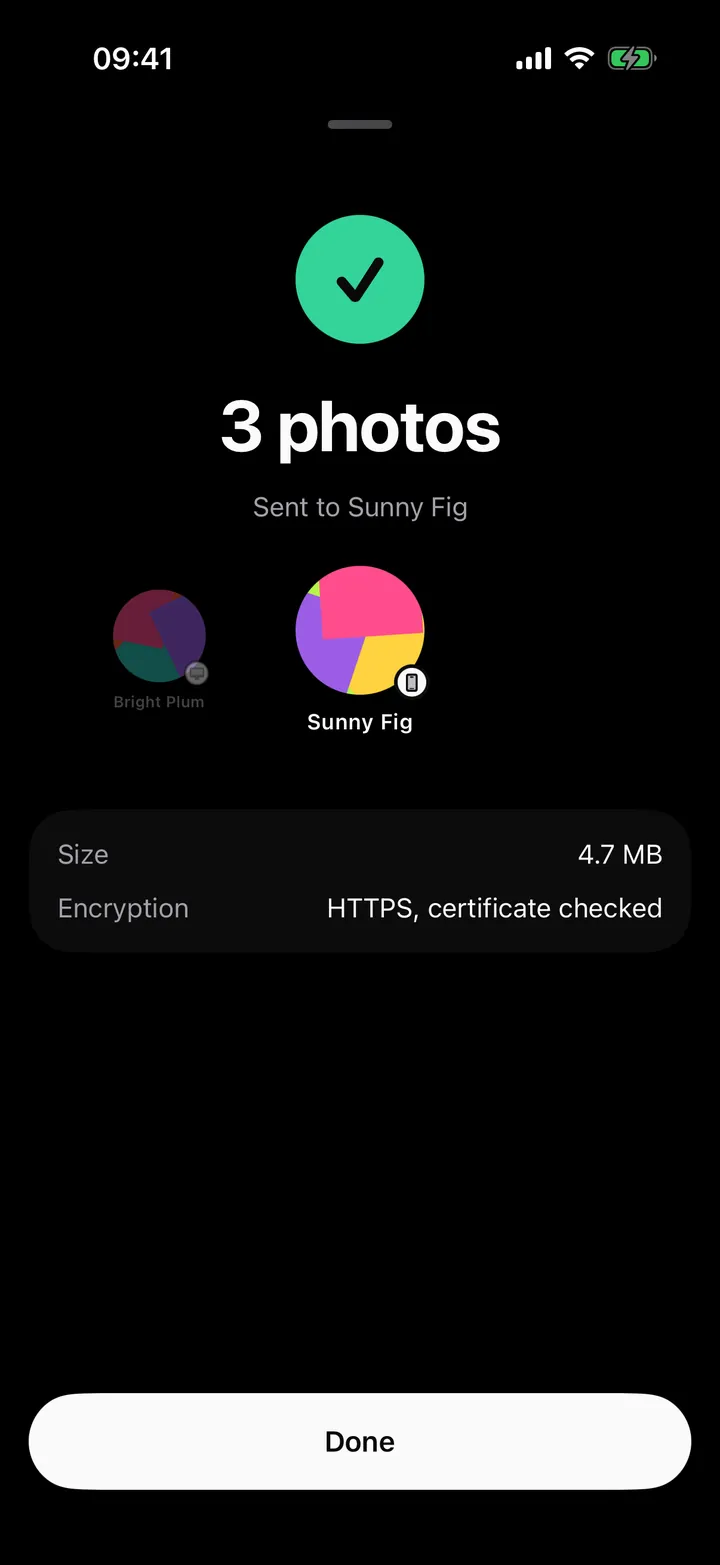 09:41
3 photos
Sent to Sunny Fig
Bright Plum
Sunny Fig
Size 4.7 MB
Encryption HTTPS, certificate checked
Done